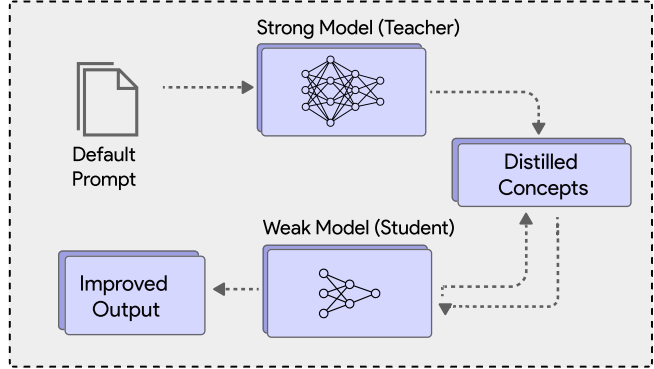 Strong Model (Teacher)
Default
Prompt
Distilled
Concepts
Weak Model (Student)
Improved
Output